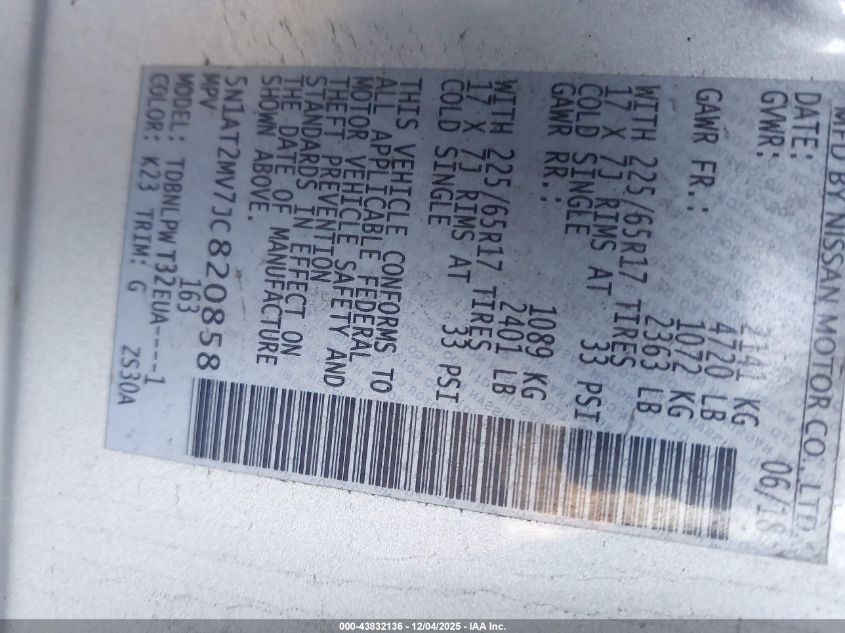 MFD BY NISSAN MOTOR CO., LTD.
DATE: 06/18
GVWR: 2141 KG
4720 LB
GAWR FR.: 1072 KG
2363 LB
WITH 225/65R17 TIRES
17 X 7J RIMS AT
COLD SINGLE 33 PSI
GAWR RR.: 1089 KG
2401 LB
WITH 225/65R17 TIRES
17 X 7J RIMS AT
COLD SINGLE 33 PSI
THIS VEHICLE CONFORMS TO
ALL APPLICABLE FEDERAL
MOTOR VEHICLE SAFETY AND
THEFT PREVENTION
STANDARDS IN EFFECT ON
THE DATE OF MANUFACTURE
SHOWN ABOVE.
5N1AT2MV7JC820858
MPV 163
MODEL: TDBNLPWT32EUA----1
COLOR: K23 TRIM: G 2S30A
000-43832136 - 12/04/2025 - IAA Inc.